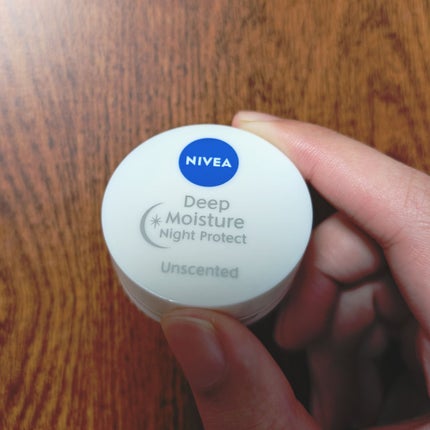 NIVEA
Deep
Moisture
Night Protect
Unscented